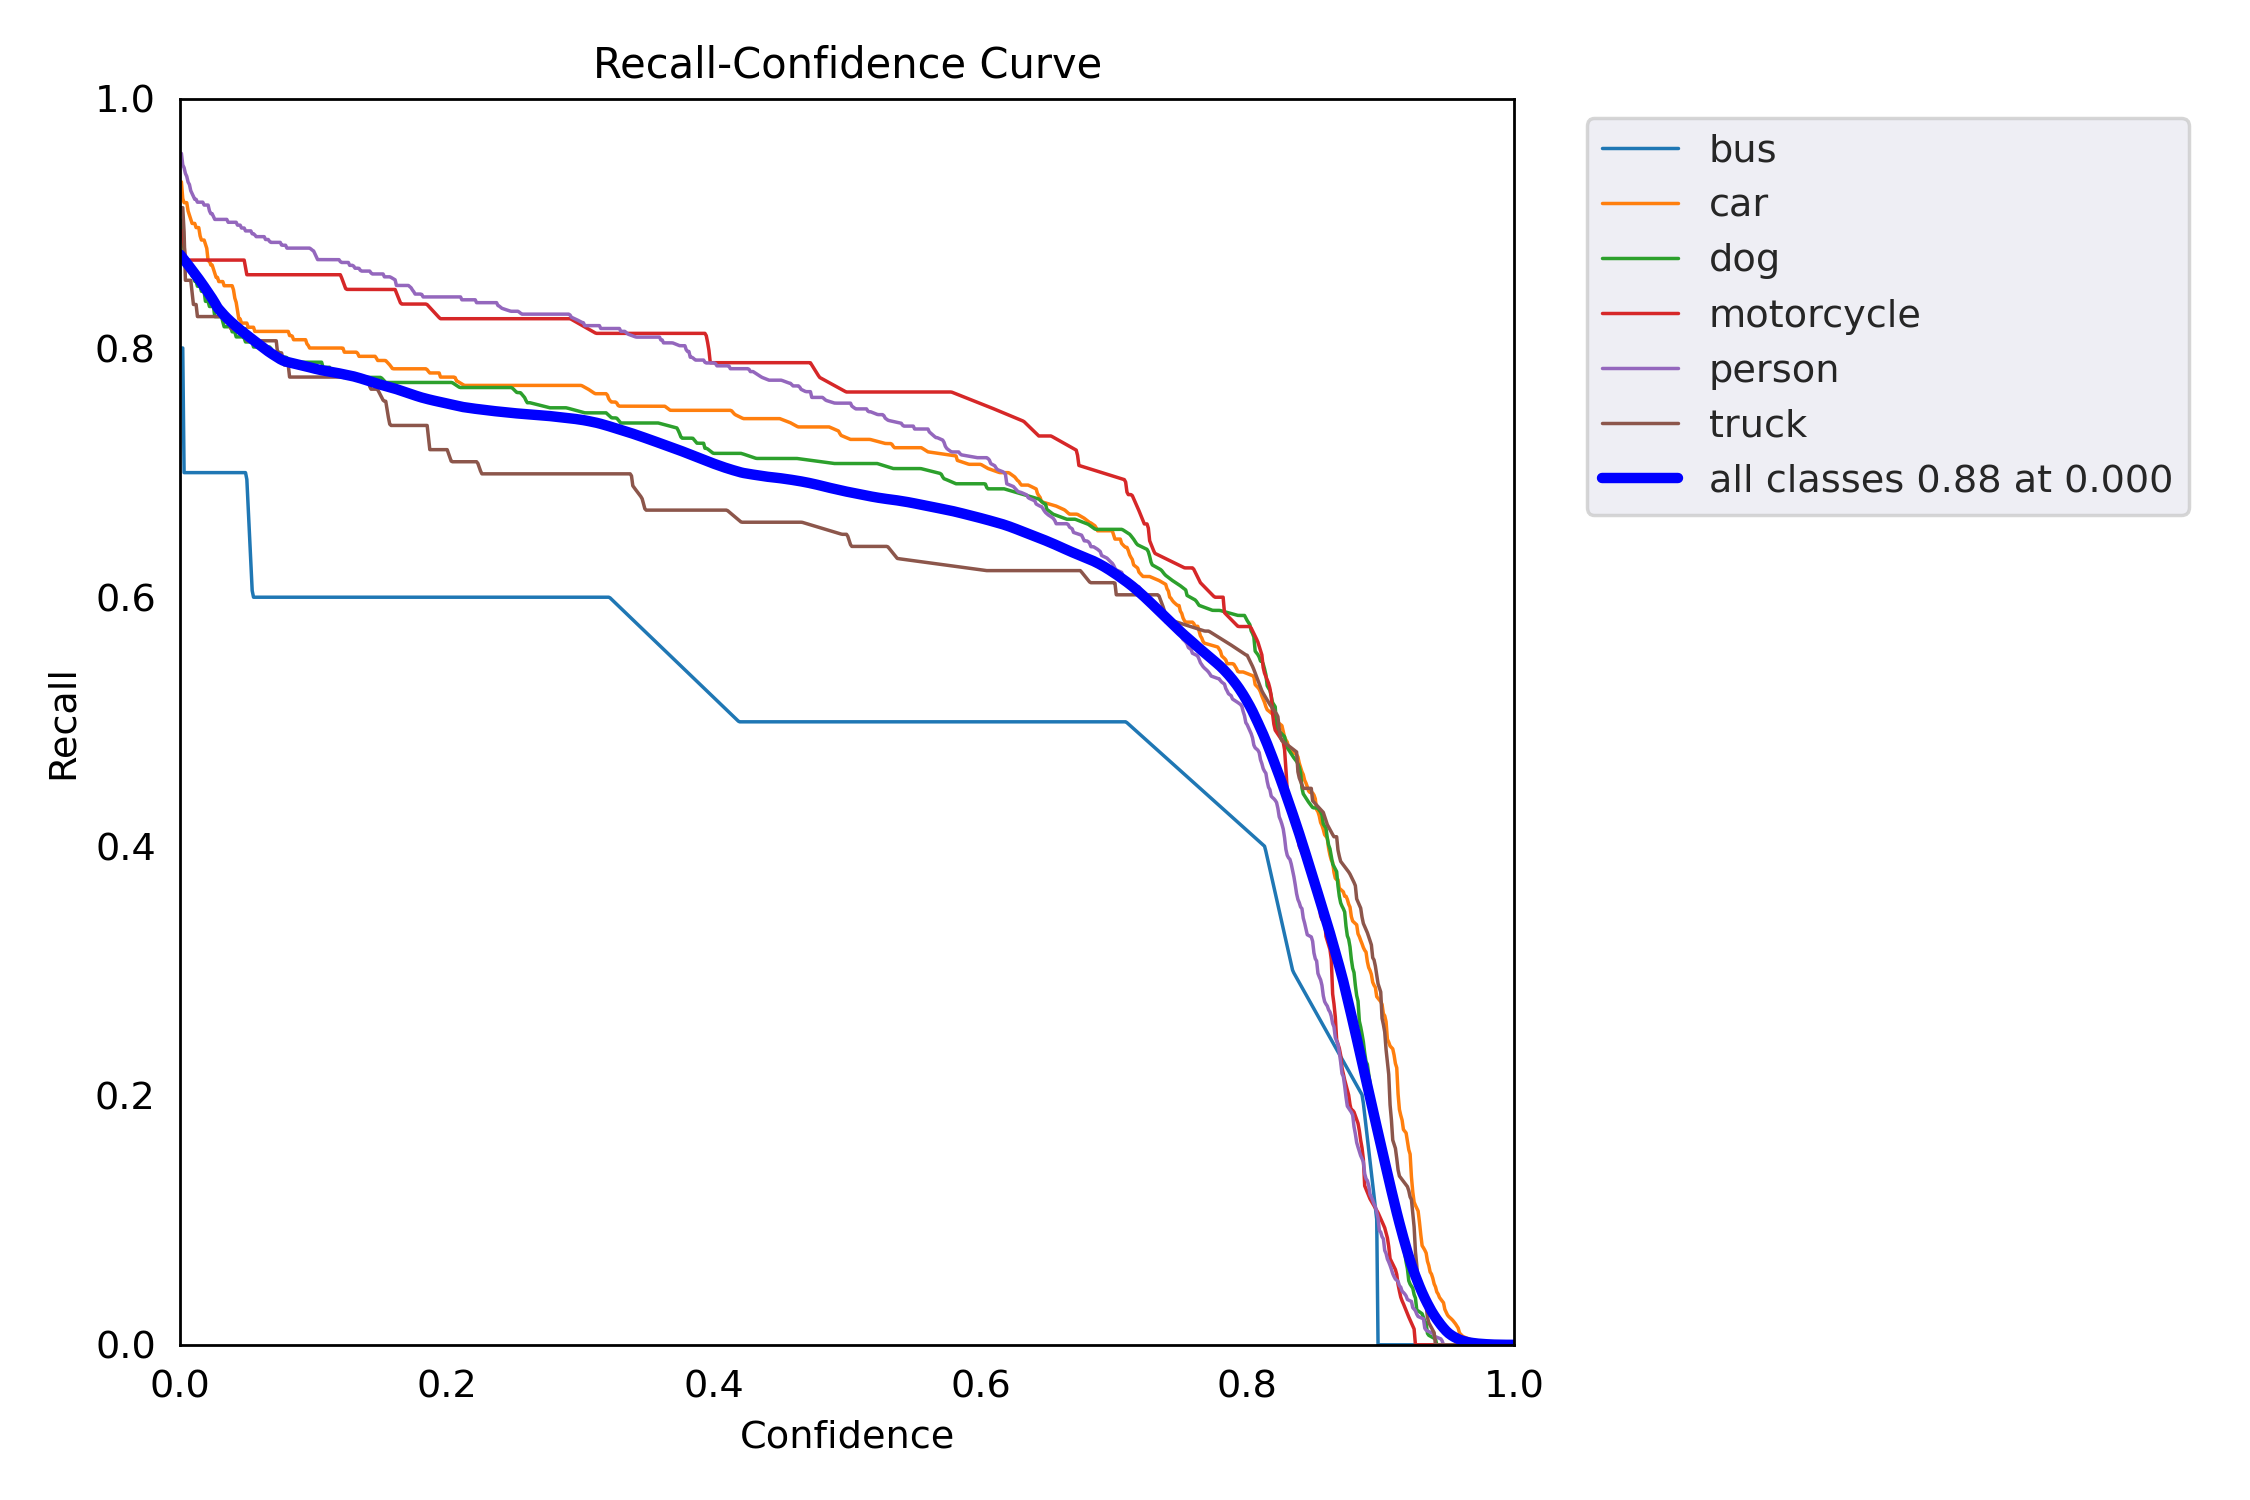 Recall-Confidence Curve
1.0
0.8
0.6
0.4
0.2
0.0
Recall
0.0 0.2 0.4 0.6 0.8 1.0
Confidence
bus
car
dog
motorcycle
person
truck
all classes 0.88 at 0.000